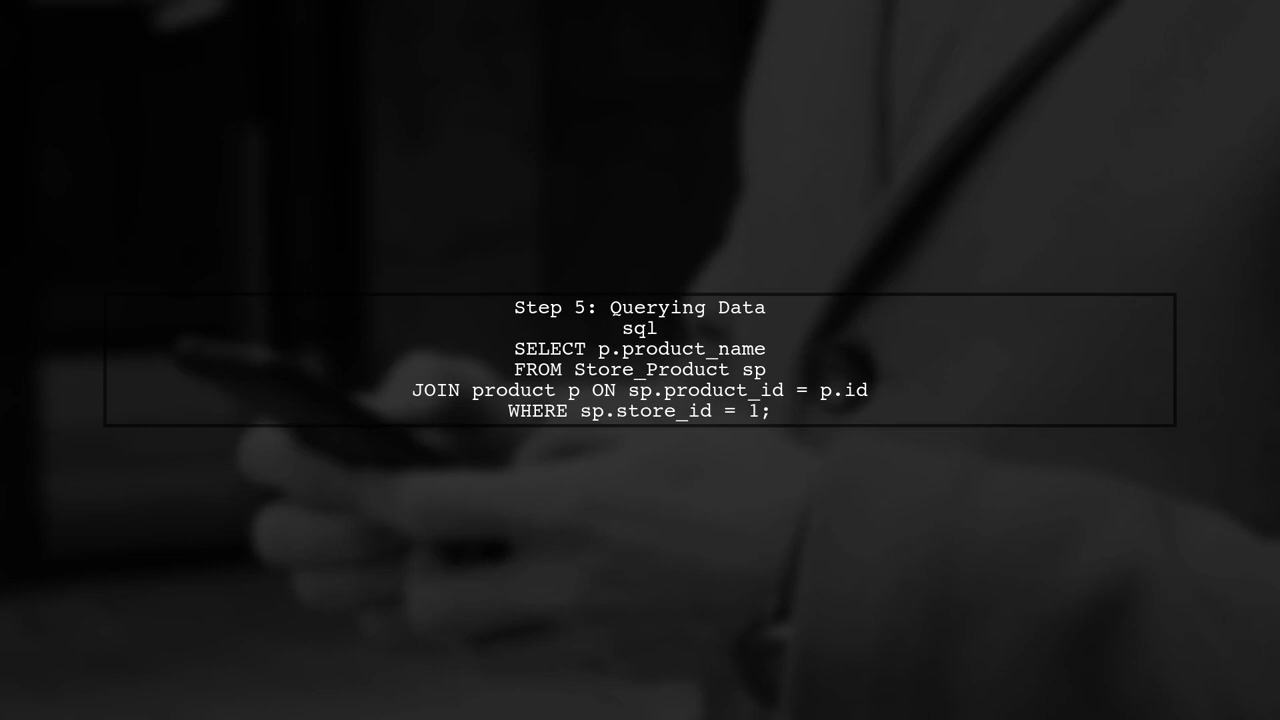 Step 5: Querying Data
sql
SELECT p.product_name
FROM Store_Product sp
JOIN product p ON sp.product_id = p.id
WHERE sp.store_id = 1;